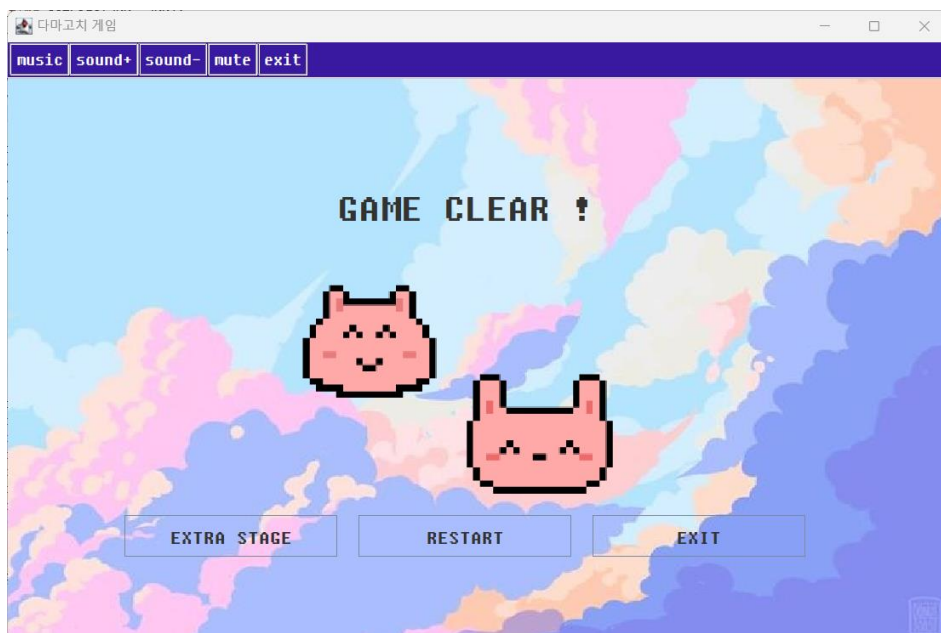 다마고치 게임
music sound+ sound- mute exit
GAME CLEAR !
EXTRA STAGE RESTART EXIT